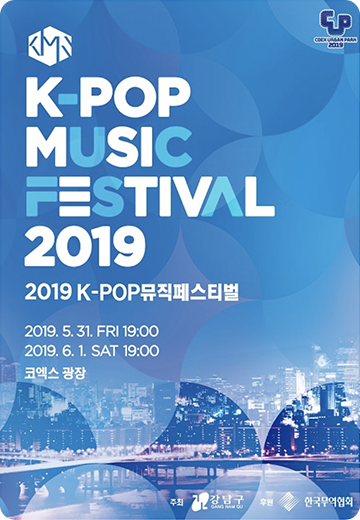 KMF
CUP
COEX URBAN PARK
2019
K-POP
MUSIC
FESTIVAL
2019
2019 K-POP뮤직페스티벌
2019. 5. 31. FRI 19:00
2019. 6. 1. SAT 19:00
코엑스 광장
주최 강남구 후원 한국무역협회
GANG NAM GU